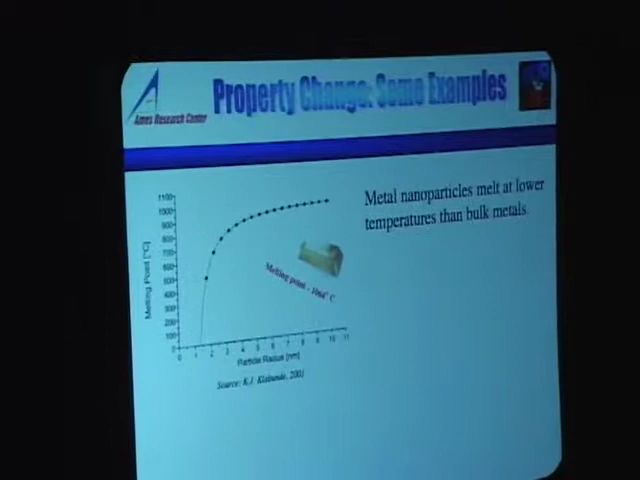 Property Change: Some Examples
Ames Research Center
Metal nanoparticles melt at lower
temperatures than bulk metals.
Melting Point [°C]
1100
1000
900
800
700
600
500
400
300
200
100
0
0 1 2 3 4 5 6 7 8 9 10 11
Particle Radius [nm]
Melting point - 1064° C
Source: K.J. Klabunde, 2001